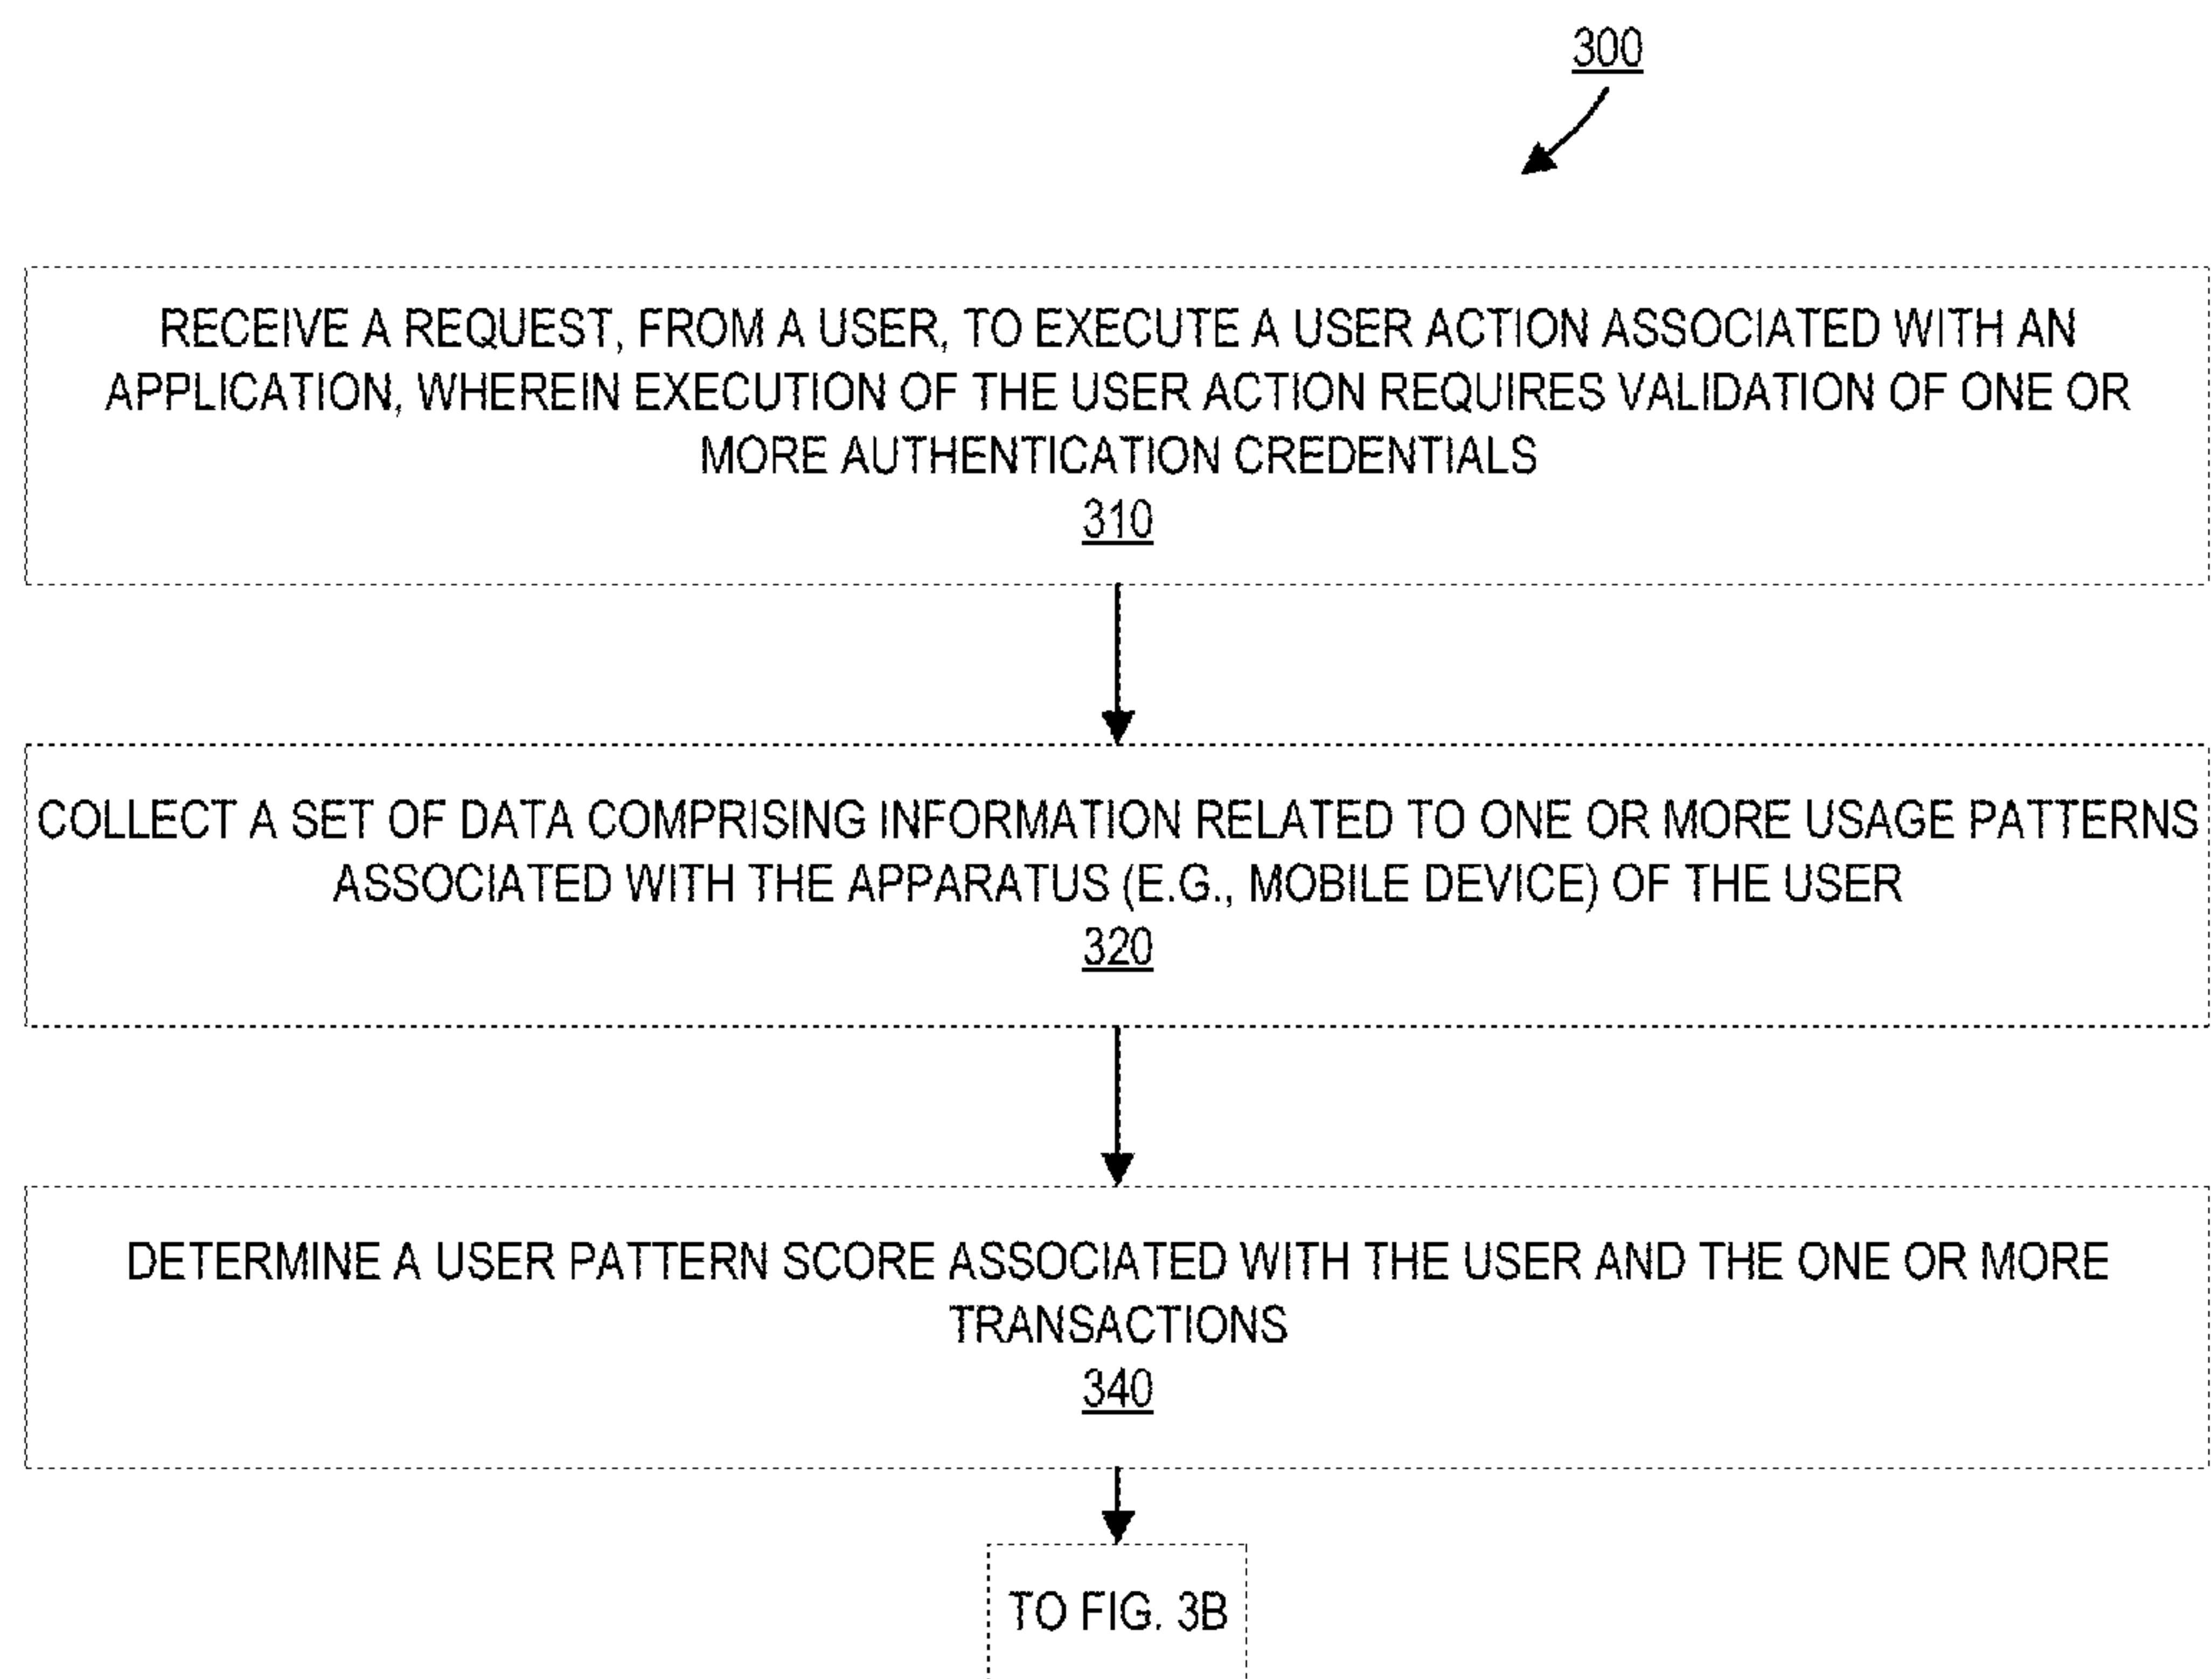 300
RECEIVE A REQUEST, FROM A USER, TO EXECUTE A USER ACTION ASSOCIATED WITH AN
APPLICATION, WHEREIN EXECUTION OF THE USER ACTION REQUIRES VALIDATION OF ONE OR
MORE AUTHENTICATION CREDENTIALS
310
COLLECT A SET OF DATA COMPRISING INFORMATION RELATED TO ONE OR MORE USAGE PATTERNS
ASSOCIATED WITH THE APPARATUS (E.G., MOBILE DEVICE) OF THE USER
320
DETERMINE A USER PATTERN SCORE ASSOCIATED WITH THE USER AND THE ONE OR MORE
TRANSACTIONS
340
TO FIG. 3B